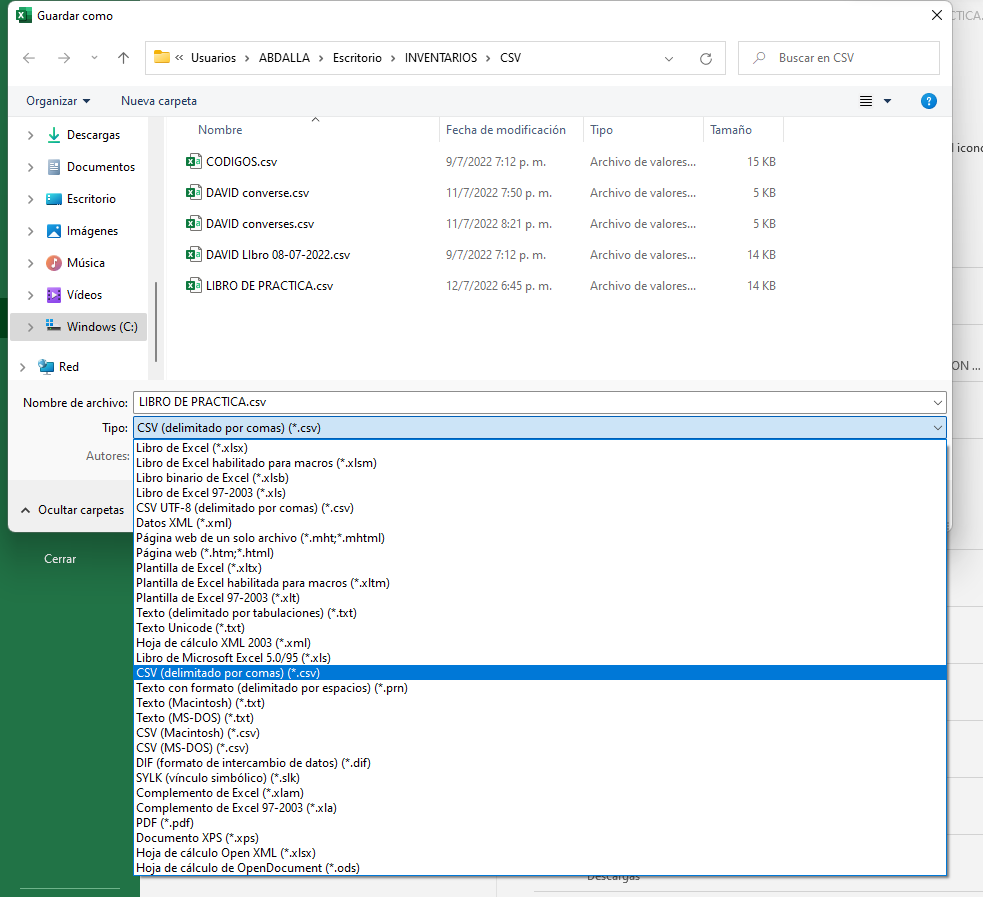 Guardar como
« Usuarios > ABDALLA > Escritorio > INVENTARIOS > CSV
Buscar en CSV
Organizar
Nueva carpeta
Nombre
Fecha de modificación
Tipo
Tamaño
Descargas
Documentos
Escritorio
Imágenes
Música
Vídeos
Windows (C:)
Red
CODIGOS.csv 9/7/2022 7:12 p. m. Archivo de valores... 15 KB
DAVID converse.csv 11/7/2022 7:50 p. m. Archivo de valores... 5 KB
DAVID converses.csv 11/7/2022 8:21 p. m. Archivo de valores... 5 KB
DAVID LIbro 08-07-2022.csv 9/7/2022 7:12 p. m. Archivo de valores... 14 KB
LIBRO DE PRACTICA.csv 12/7/2022 6:45 p. m. Archivo de valores... 14 KB
Nombre de archivo: LIBRO DE PRACTICA.csv
Tipo: CSV (delimitado por comas) (*.csv)
Autores:
Ocultar carpetas
Cerrar
Libro de Excel (*.xlsx)
Libro de Excel habilitado para macros (*.xlsm)
Libro binario de Excel (*.xlsb)
Libro de Excel 97-2003 (*.xls)
CSV UTF-8 (delimitado por comas) (*.csv)
Datos XML (*.xml)
Página web de un solo archivo (*.mht;*.mhtml)
Página web (*.htm;*.html)
Plantilla de Excel (*.xltx)
Plantilla de Excel habilitada para macros (*.xltm)
Plantilla de Excel 97-2003 (*.xlt)
Texto (delimitado por tabulaciones) (*.txt)
Texto Unicode (*.txt)
Hoja de cálculo XML 2003 (*.xml)
Libro de Microsoft Excel 5.0/95 (*.xls)
CSV (delimitado por comas) (*.csv)
Texto con formato (delimitado por espacios) (*.prn)
Texto (Macintosh) (*.txt)
Texto (MS-DOS) (*.txt)
CSV (Macintosh) (*.csv)
CSV (MS-DOS) (*.csv)
DIF (formato de intercambio de datos) (*.dif)
SYLK (vínculo simbólico) (*.slk)
Complemento de Excel (*.xlam)
Complemento de Excel 97-2003 (*.xla)
PDF (*.pdf)
Documento XPS (*.xps)
Hoja de cálculo Open XML (*.xlsx)
Hoja de cálculo de OpenDocument (*.ods)
Descargas